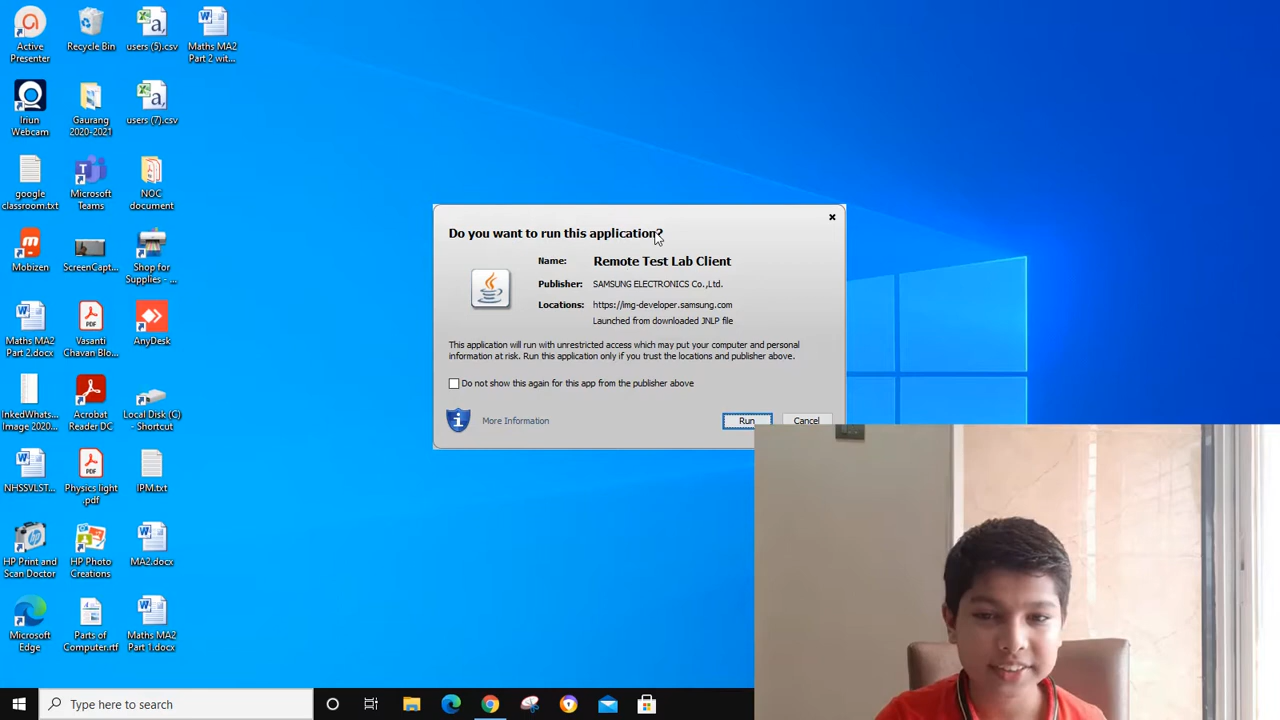 Active
Presenter
Recycle Bin
users (5).csv
Maths MA2
Part 2 wit...
Iriun
Webcam
Gaurang
2020-2021
users (7).csv
google
classroom.txt
Microsoft
Teams
NOC
document
Mobizen
ScreenCapt...
Shop for
Supplies - ...
Maths MA2
Part 2.docx
Vasanti
Chavan Blo...
AnyDesk
InkedWhats...
Image 2020...
Acrobat
Reader DC
Local Disk (C)
- Shortcut
NHSSVLST...
Physics light
.pdf
IPM.txt
HP Print and
Scan Doctor
HP Photo
Creations
MA2.docx
Microsoft
Edge
Parts of
Computer.rtf
Maths MA2
Part 1.docx
Do you want to run this application?
Name: Remote Test Lab Client
Publisher: SAMSUNG ELECTRONICS Co.,Ltd.
Locations: https://img-developer.samsung.com
Launched from downloaded JNLP file
This application will run with unrestricted access which may put your computer and personal
information at risk. Run this application only if you trust the locations and publisher above.
Do not show this again for this app from the publisher above
More Information
Run
Cancel
Type here to search